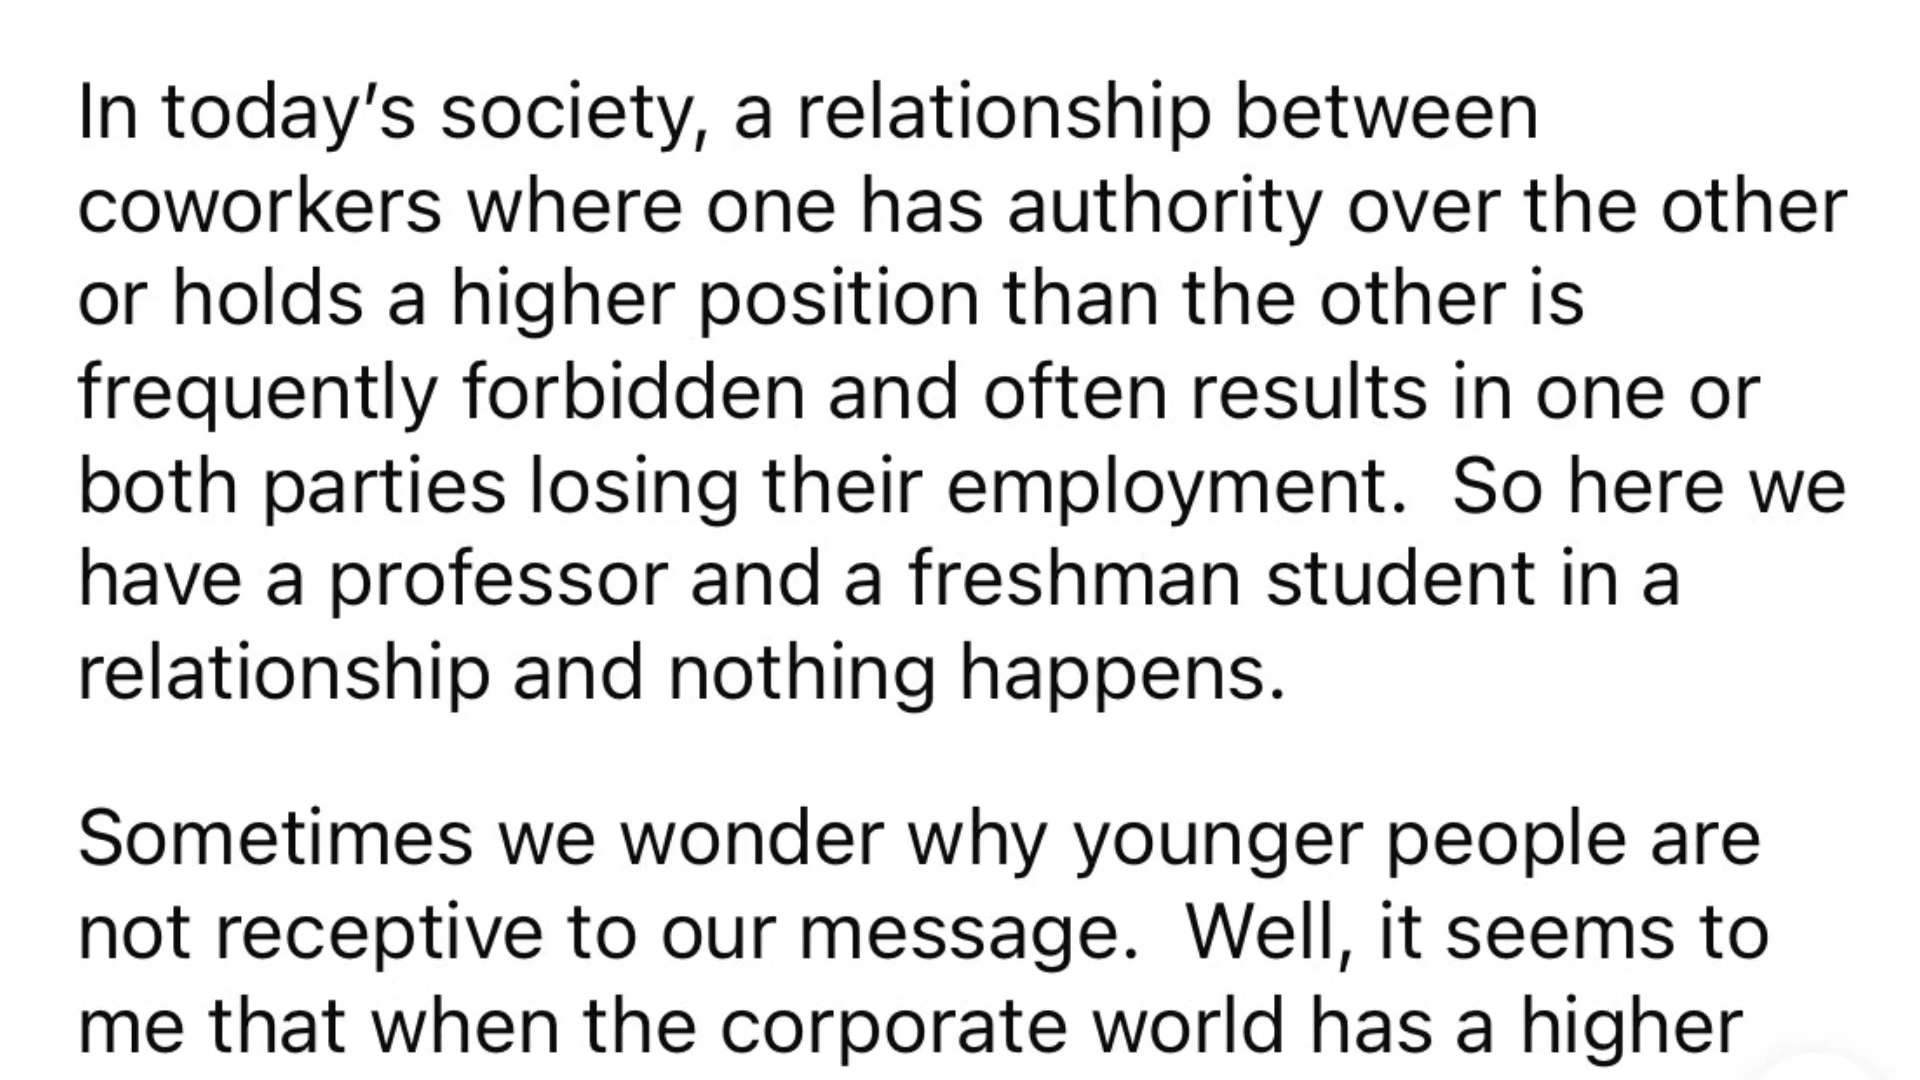 In today’s society, a relationship between
coworkers where one has authority over the other
or holds a higher position than the other is
frequently forbidden and often results in one or
both parties losing their employment.  So here we
have a professor and a freshman student in a
relationship and nothing happens.
Sometimes we wonder why younger people are
not receptive to our message.  Well, it seems to
me that when the corporate world has a higher